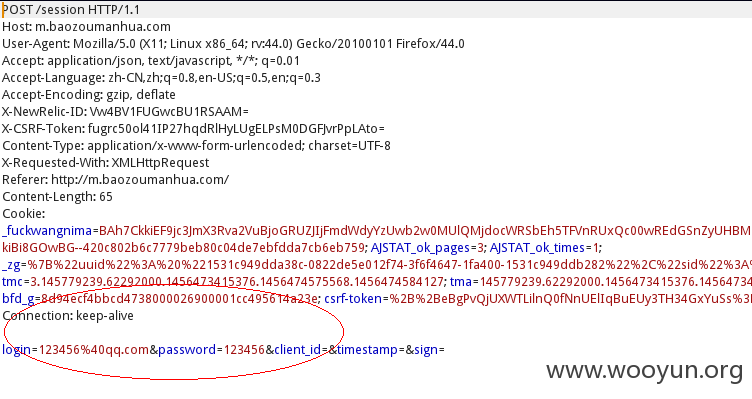 POST /session HTTP/1.1
Host: m.baozoumanhua.com
User-Agent: Mozilla/5.0 (X11; Linux x86_64; rv:44.0) Gecko/20100101 Firefox/44.0
Accept: application/json, text/javascript, */*; q=0.01
Accept-Language: zh-CN,zh;q=0.8,en-US;q=0.5,en;q=0.3
Accept-Encoding: gzip, deflate
X-NewRelic-ID: Vw4BV1FUGwcBU1RSAAM=
X-CSRF-Token: fugrc50ol41IP27hqdRlHyLUgELPsM0DGFJvrPpLAto=
Content-Type: application/x-www-form-urlencoded; charset=UTF-8
X-Requested-With: XMLHttpRequest
Referer: http://m.baozoumanhua.com/
Content-Length: 65
Cookie:
_fuckwangnima=BAh7CkkiEF9jc3JmX3Rva2VuBjoGRUZJIjFmdWdyYzUwb2w0MUlQMjdocWRSbEh5TFVnRUxQc00wREdGSnZyUHBM
kiBi8GOwBG--420c802b6c7779beb80c04de7ebfdda7cb6eb759; AJSTAT_ok_pages=3; AJSTAT_ok_times=1;
_zg=%7B%22uuid%22%3A%20%221531c949dda38c-0822de5e012f74-3f6f4647-1fa400-1531c949ddb282%22%2C%22sid%22%3A%
tmc=3.145779239.62292000.1456473415376.1456474575568.1456474584127; tma=145779239.62292000.1456473415376.14564734
bfd_g=8d94ecf4bbcd4738000026900001cc495614a23e; csrf-token=%2B%2BeBgPvQjUXWTLilnQ0fNnUElIqBuEUy3TH34GxYuSs%3
Connection: keep-alive
login=123456%40qq.com&password=123456&client_id=&timestamp=&sign=
www.wooyun.org